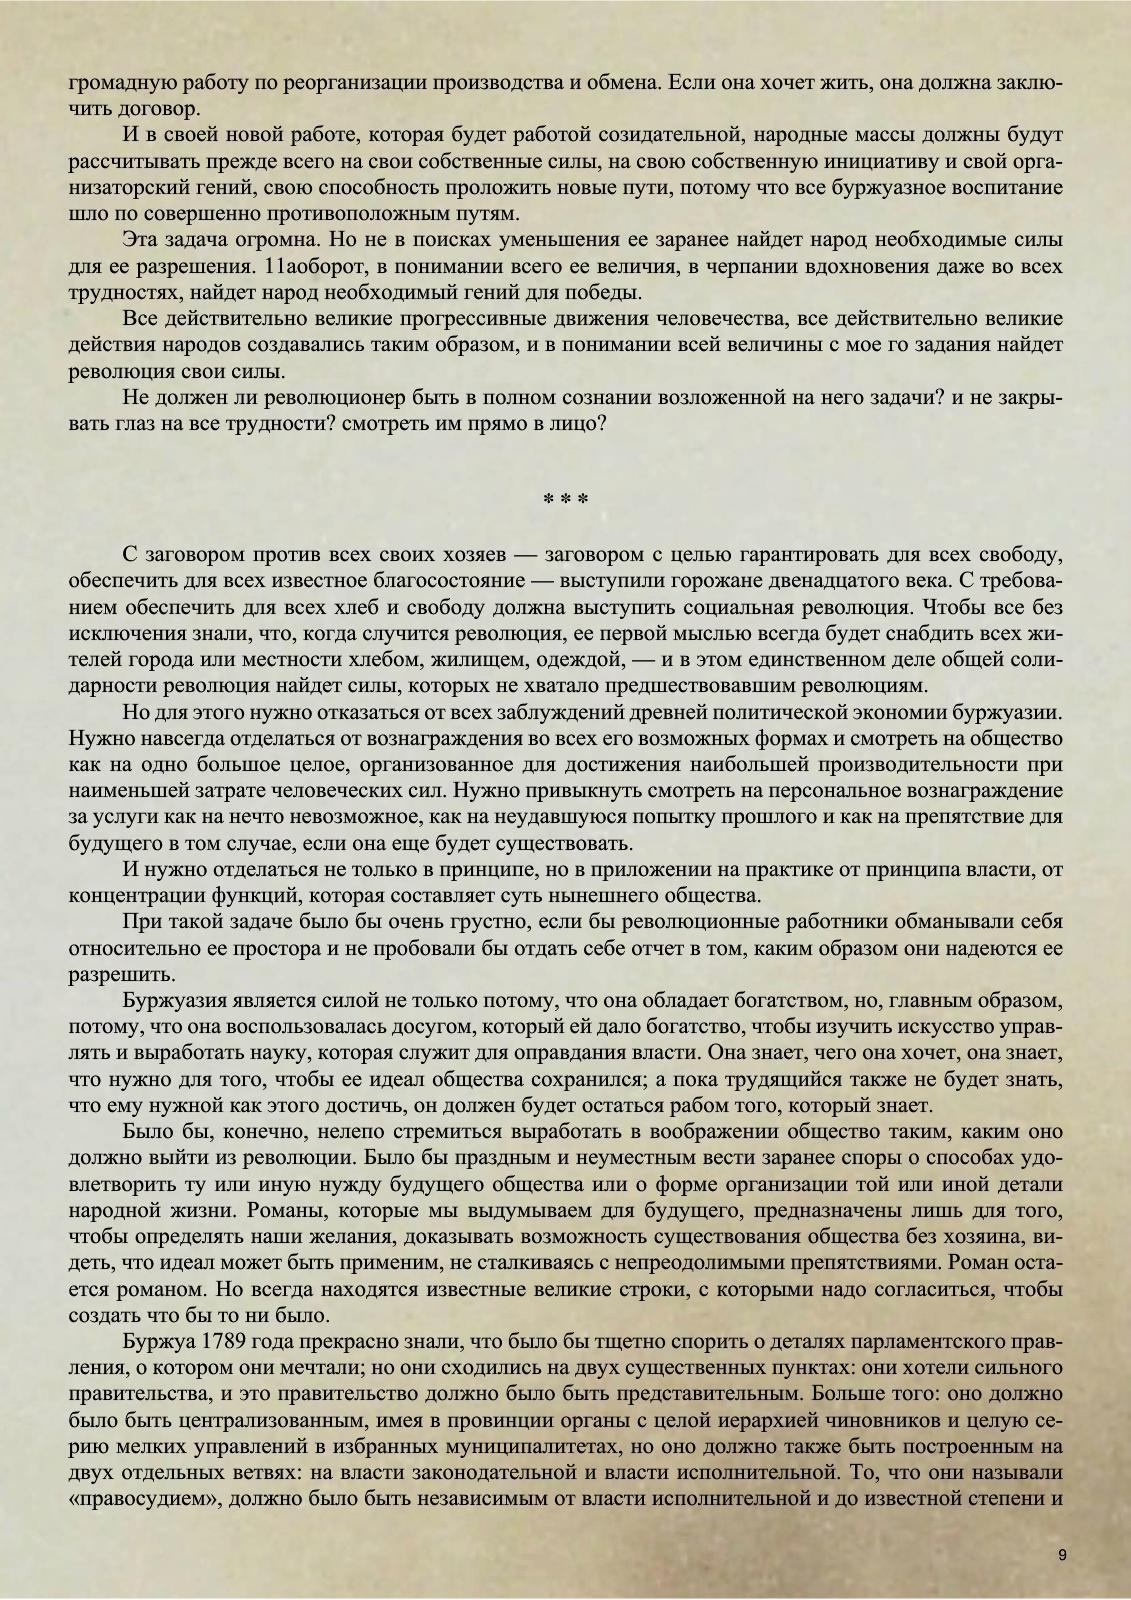 громадную работу по реорганизации производства и обмена. Если она хочет жить, она должна заклю-
чить договор.
И в своей новой работе, которая будет работой созидательной, народные массы должны будут
рассчитывать прежде всего на свои собственные силы, на свою собственную инициативу и свой орга-
низаторский гений, свою способность проложить новые пути, потому что все буржуазное воспитание
шло по совершенно противоположным путям.
Эта задача огромна. Но не в поисках уменьшения ее заранее найдет народ необходимые силы
для ее разрешения. 11аоборот, в понимании всего ее величия, в черпании вдохновения даже во всех
трудностях, найдет народ необходимый гений для победы.
Все действительно великие прогрессивные движения человечества, все действительно великие
действия народов создавались таким образом, и в понимании всей величины с мое го задания найдет
революция свои силы.
Не должен ли революционер быть в полном сознании возложенной на него задачи? и не закры-
вать глаз на все трудности? смотреть им прямо в лицо?
* * *
С заговором против всех своих хозяев — заговором с целью гарантировать для всех свободу,
обеспечить для всех известное благосостояние — выступили горожане двенадцатого века. С требова-
нием обеспечить для всех хлеб и свободу должна выступить социальная революция. Чтобы все без
исключения знали, что, когда случится революция, ее первой мыслью всегда будет снабдить всех жи-
телей города или местности хлебом, жилищем, одеждой, — и в этом единственном деле общей соли-
дарности революция найдет силы, которых не хватало предшествовавшим революциям.
Но для этого нужно отказаться от всех заблуждений древней политической экономии буржуазии.
Нужно навсегда отделаться от вознаграждения во всех его возможных формах и смотреть на общество
как на одно большое целое, организованное для достижения наибольшей производительности при
наименьшей затрате человеческих сил. Нужно привыкнуть смотреть на персональное вознаграждение
за услуги как на нечто невозможное, как на неудавшуюся попытку прошлого и как на препятствие для
будущего в том случае, если она еще будет существовать.
И нужно отделаться не только в принципе, но в приложении на практике от принципа власти, от
концентрации функций, которая составляет суть нынешнего общества.
При такой задаче было бы очень грустно, если бы революционные работники обманывали себя
относительно ее простора и не пробовали бы отдать себе отчет в том, каким образом они надеются ее
разрешить.
Буржуазия является силой не только потому, что она обладает богатством, но, главным образом,
потому, что она воспользовалась досугом, который ей дало богатство, чтобы изучить искусство управ-
лять и выработать науку, которая служит для оправдания власти. Она знает, чего она хочет, она знает,
что нужно для того, чтобы ее идеал общества сохранился; а пока трудящийся также не будет знать,
что ему нужной как этого достичь, он должен будет остаться рабом того, который знает.
Было бы, конечно, нелепо стремиться выработать в воображении общество таким, каким оно
должно выйти из революции. Было бы праздным и неуместным вести заранее споры о способах удо-
влетворить ту или иную нужду будущего общества или о форме организации той или иной детали
народной жизни. Романы, которые мы выдумываем для будущего, предназначены лишь для того,
чтобы определять наши желания, доказывать возможность существования общества без хозяина, ви-
деть, что идеал может быть применим, не сталкиваясь с непреодолимыми препятствиями. Роман оста-
ется романом. Но всегда находятся известные великие строки, с которыми надо согласиться, чтобы
создать что бы то ни было.
Буржуа 1789 года прекрасно знали, что было бы тщетно спорить о деталях парламентского прав-
ления, о котором они мечтали; но они сходились на двух существенных пунктах: они хотели сильного
правительства, и это правительство должно было быть представительным. Больше того: оно должно
было быть централизованным, имея в провинции органы с целой иерархией чиновников и целую се-
рию мелких управлений в избранных муниципалитетах, но оно должно также быть построенным на
двух отдельных ветвях: на власти законодательной и власти исполнительной. То, что они называли
«правосудием», должно было быть независимым от власти исполнительной и до известной степени и
9